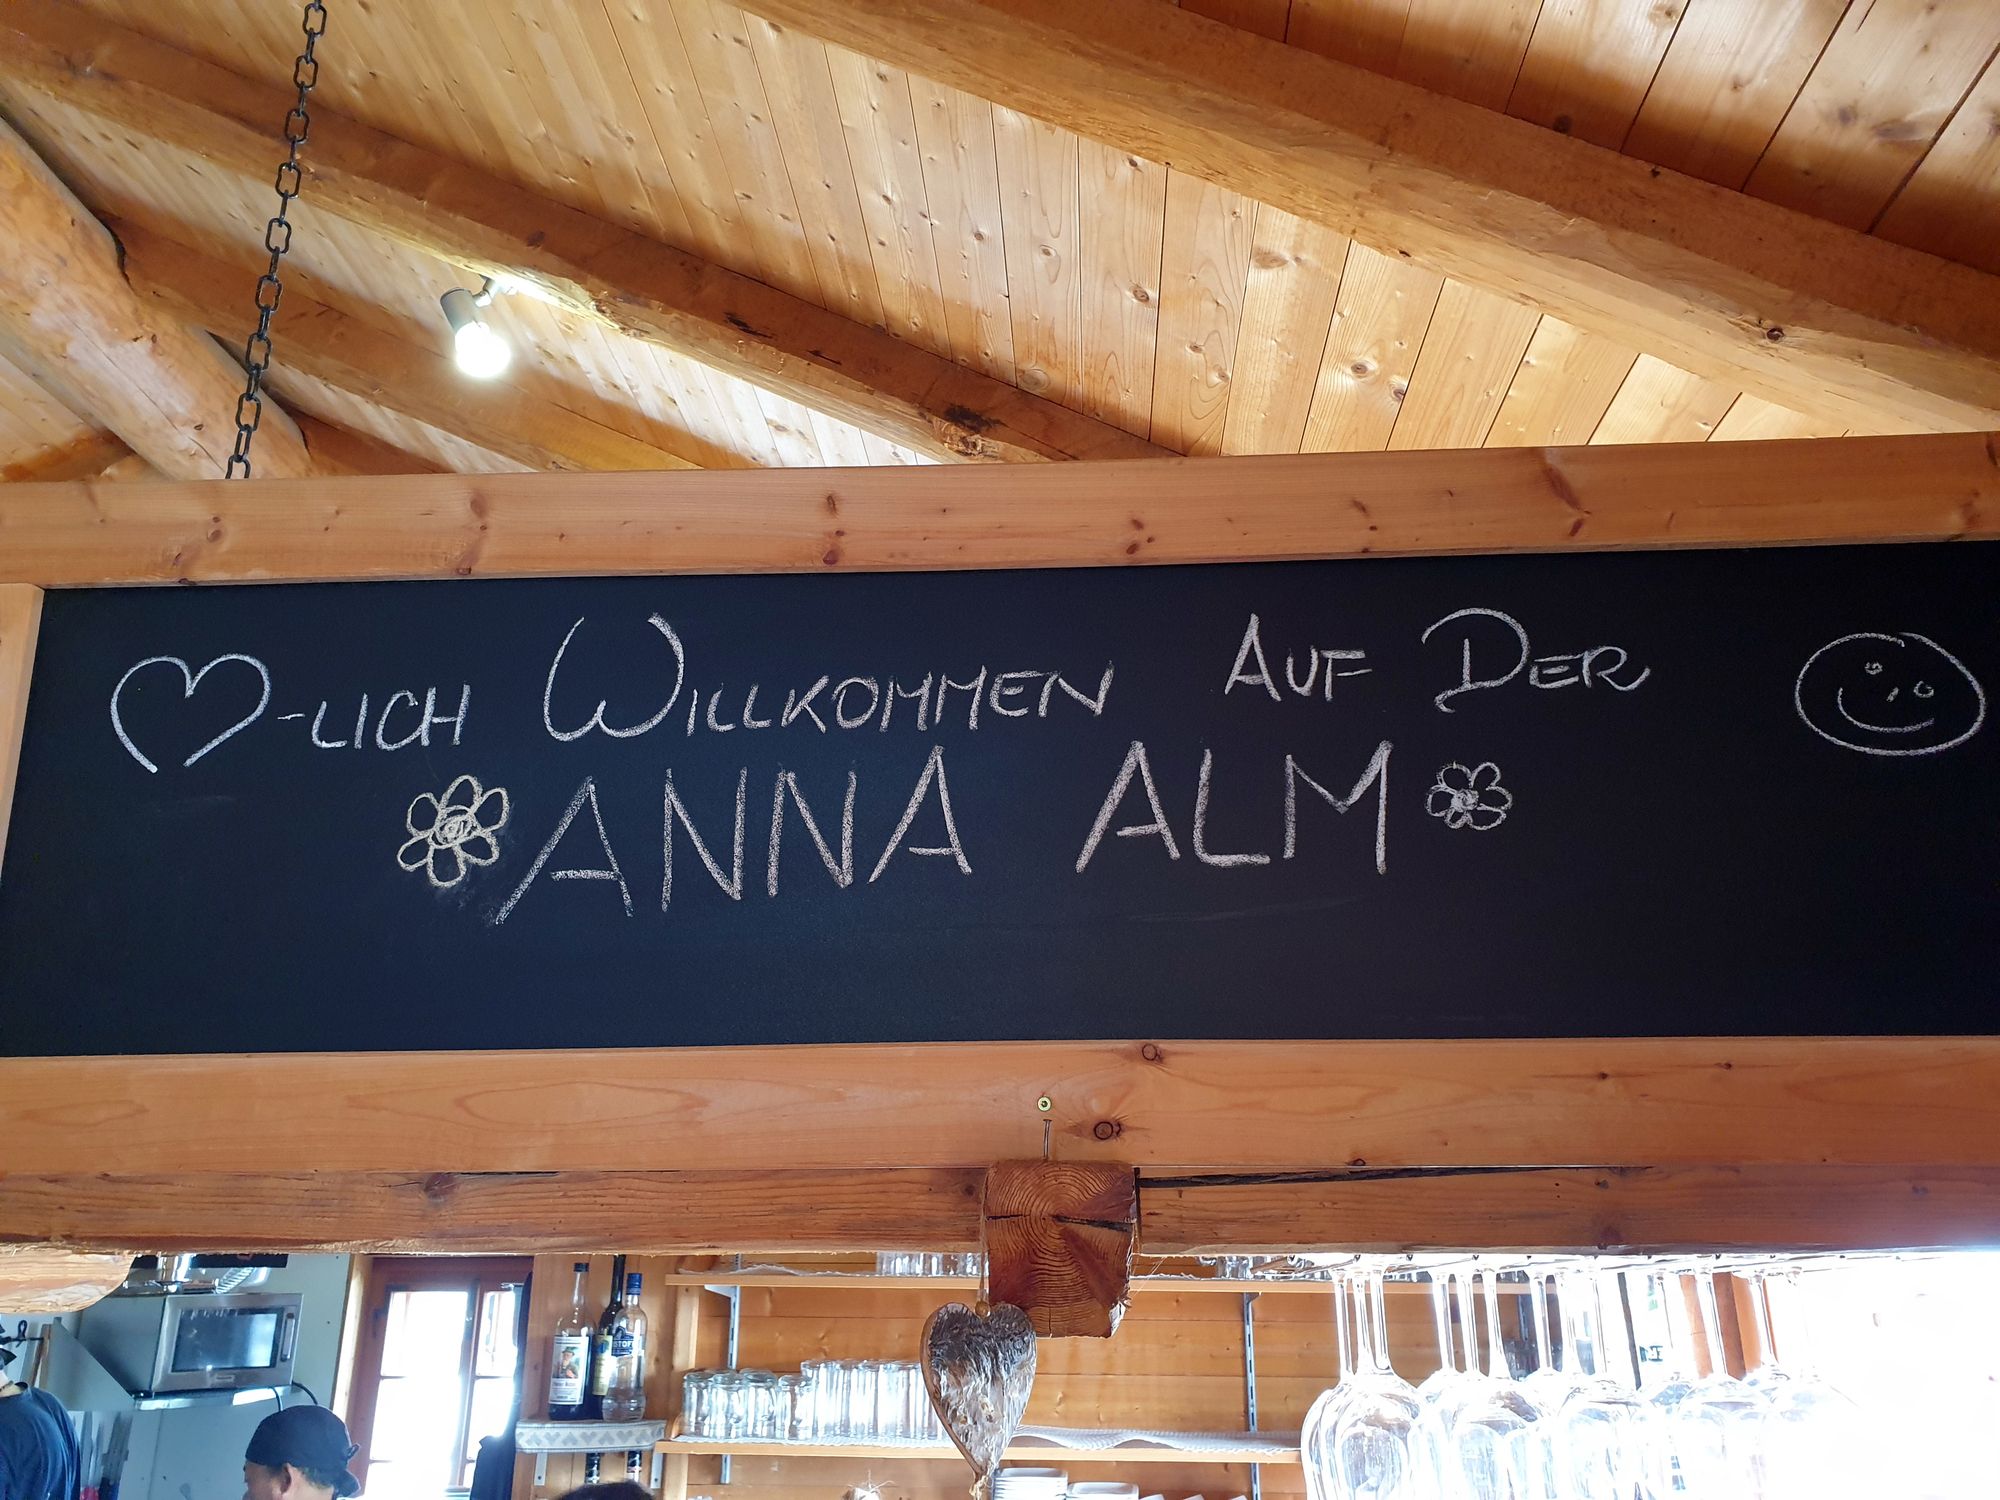 ♡-LICH WILLKOMMEN AUF DER
ANNA ALM